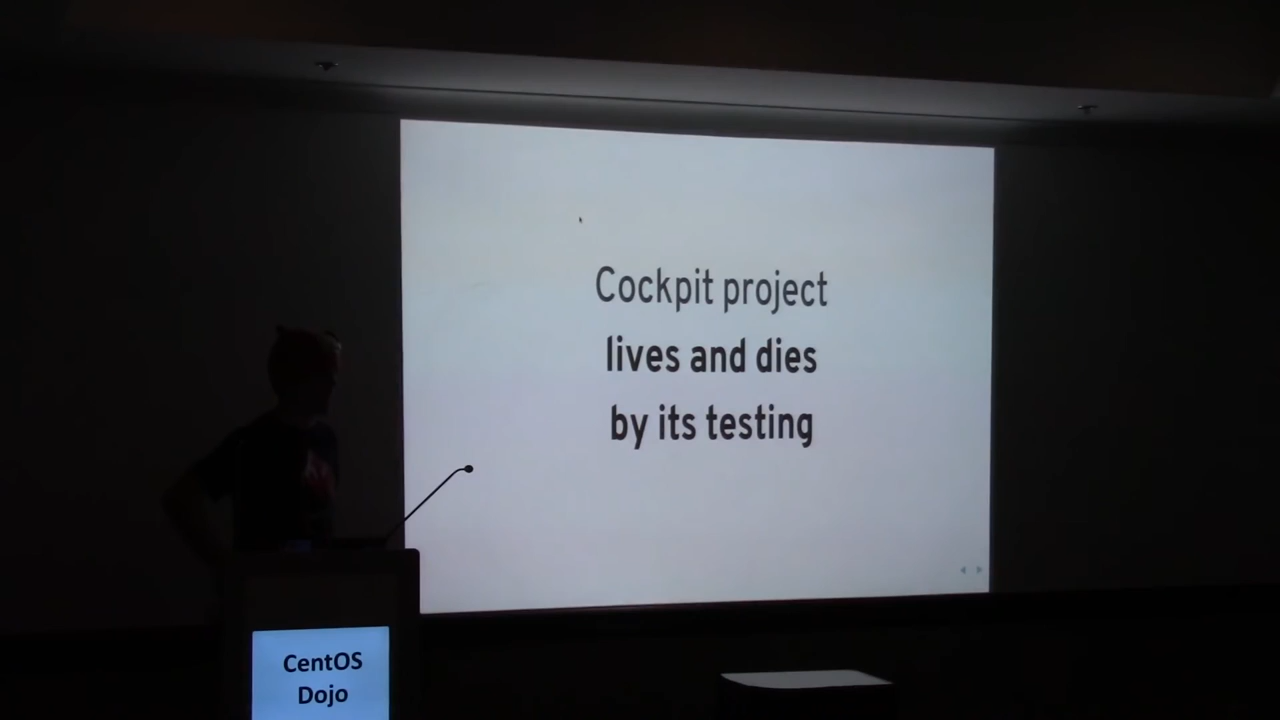 Cockpit project
lives and dies
by its testing
CentOS
Dojo